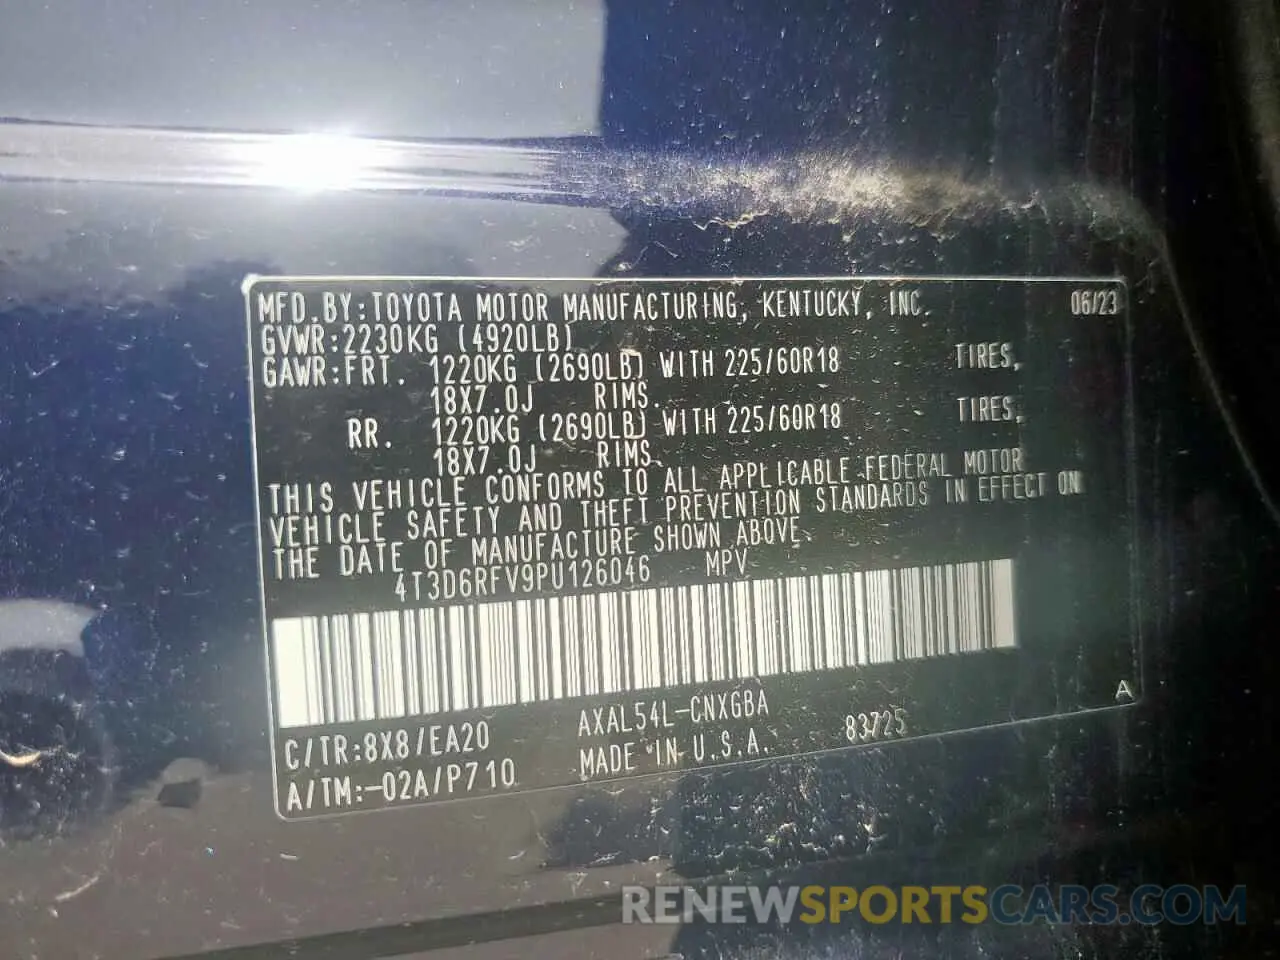 MFD.BY:TOYOTA MOTOR MANUFACTURING, KENTUCKY, INC. 06/23
GVWR:2230KG (4920LB)
GAWR:FRT. 1220KG (2690LB) WITH 225/60R18 TIRES,
18X7.0J RIMS.
RR. 1220KG (2690LB) WITH 225/60R18 TIRES,
18X7.0J RIMS.
THIS VEHICLE CONFORMS TO ALL APPLICABLE FEDERAL MOTOR
VEHICLE SAFETY AND THEFT PREVENTION STANDARDS IN EFFECT ON
THE DATE OF MANUFACTURE SHOWN ABOVE.
4T3D6RFV9PU126046 MPV
C/TR:8X8/EA20 AXAL54L-CNXGBA A
A/TM:-02A/P710 MADE IN U.S.A. 83725
RENEWSPORTSCARS.COM